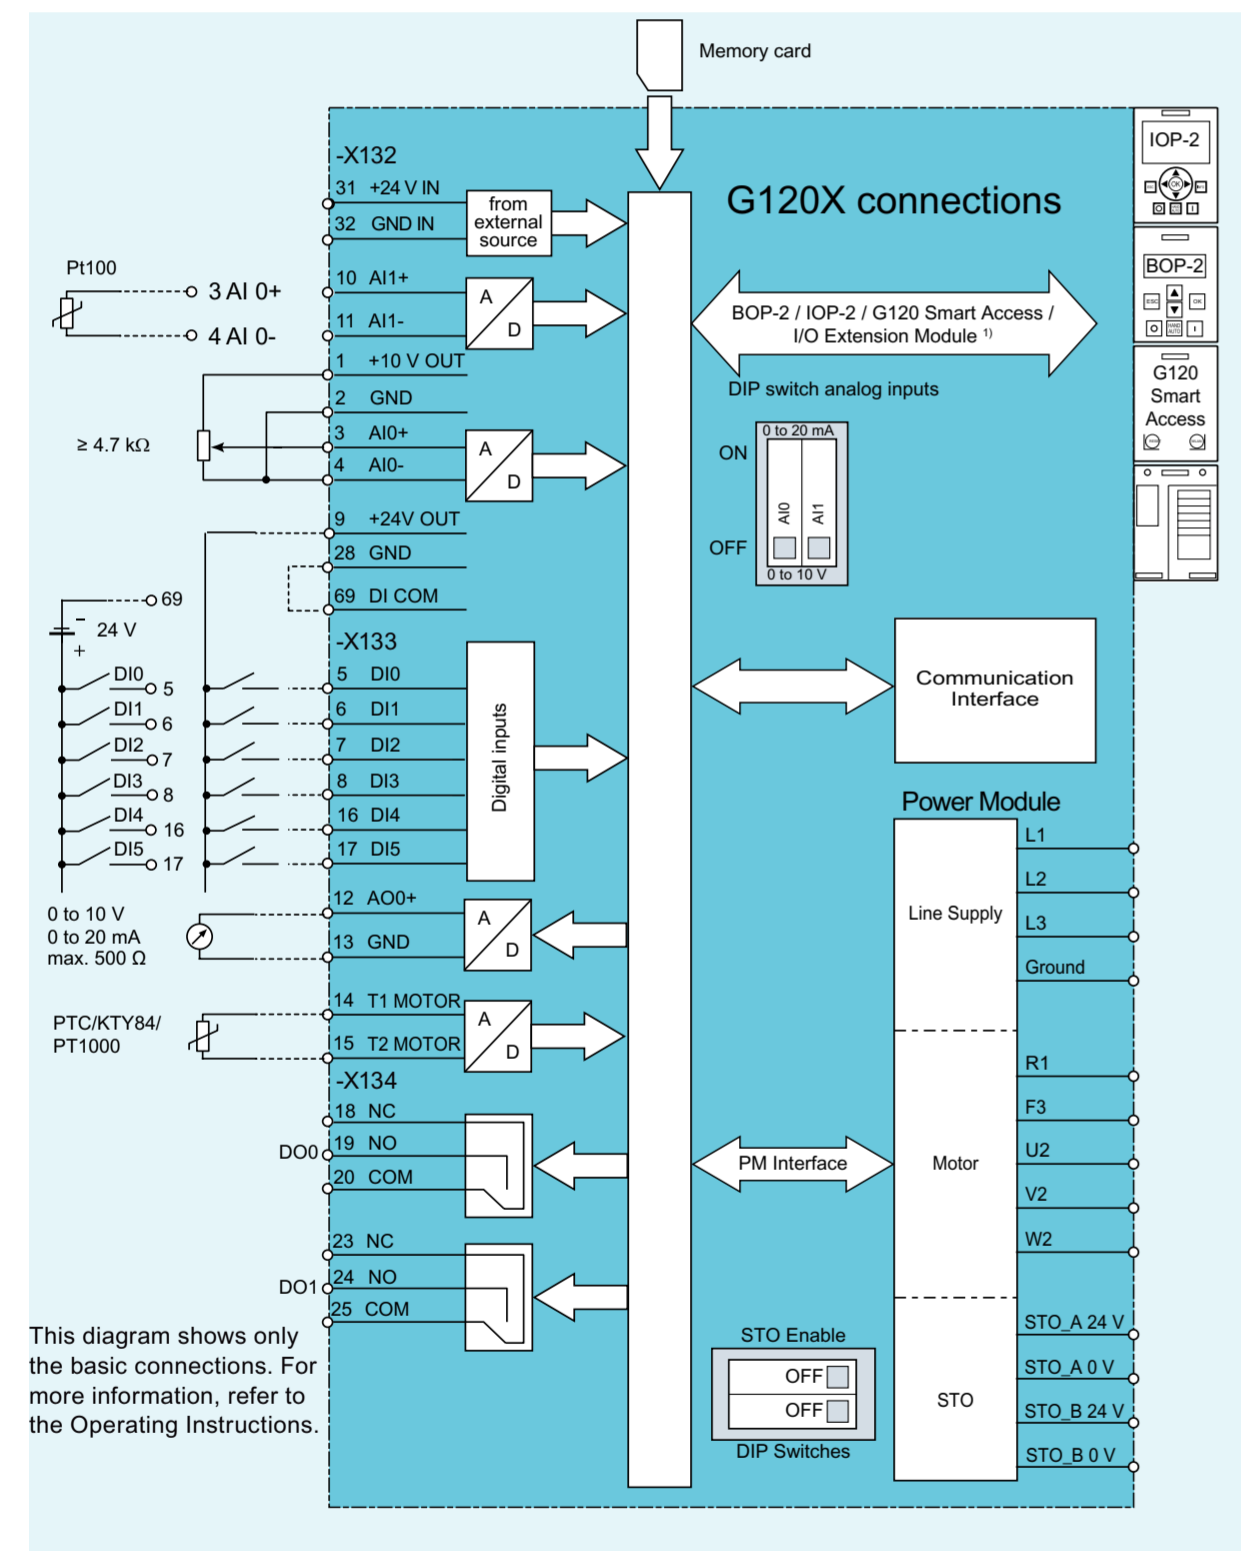 Memory card
G120X connections
-X132
31 +24 V IN
32 GND IN
from
external
source
Pt100
3 AI 0+
4 AI 0-
10 AI1+
11 AI1-
A
D
1 +10 V OUT
2 GND
3 AI0+
4 AI0-
A
D
≥ 4.7 kΩ
9 +24V OUT
28 GND
69 DI COM
69
-
24 V
+
DI0
5
DI1
6
DI2
7
DI3
8
DI4
16
DI5
17
-X133
5 DI0
6 DI1
7 DI2
8 DI3
16 DI4
17 DI5
Digital inputs
0 to 10 V
0 to 20 mA
max. 500 Ω
12 AO0+
13 GND
A
D
PTC/KTY84/
PT1000
14 T1 MOTOR
15 T2 MOTOR
A
D
-X134
DO0
18 NC
19 NO
20 COM
DO1
23 NC
24 NO
25 COM
This diagram shows only
the basic connections. For
more information, refer to
the Operating Instructions.
BOP-2 / IOP-2 / G120 Smart Access /
I/O Extension Module 1)
DIP switch analog inputs
0 to 20 mA
ON
AI0
AI1
OFF
0 to 10 V
Communication
Interface
Power Module
Line Supply
L1
L2
L3
Ground
PM Interface
Motor
R1
F3
U2
V2
W2
STO Enable
OFF
OFF
DIP Switches
STO
STO_A 24 V
STO_A 0 V
STO_B 24 V
STO_B 0 V
IOP-2
OK
BOP-2
ESC
OK
HAND
AUTO
G120
Smart
Access